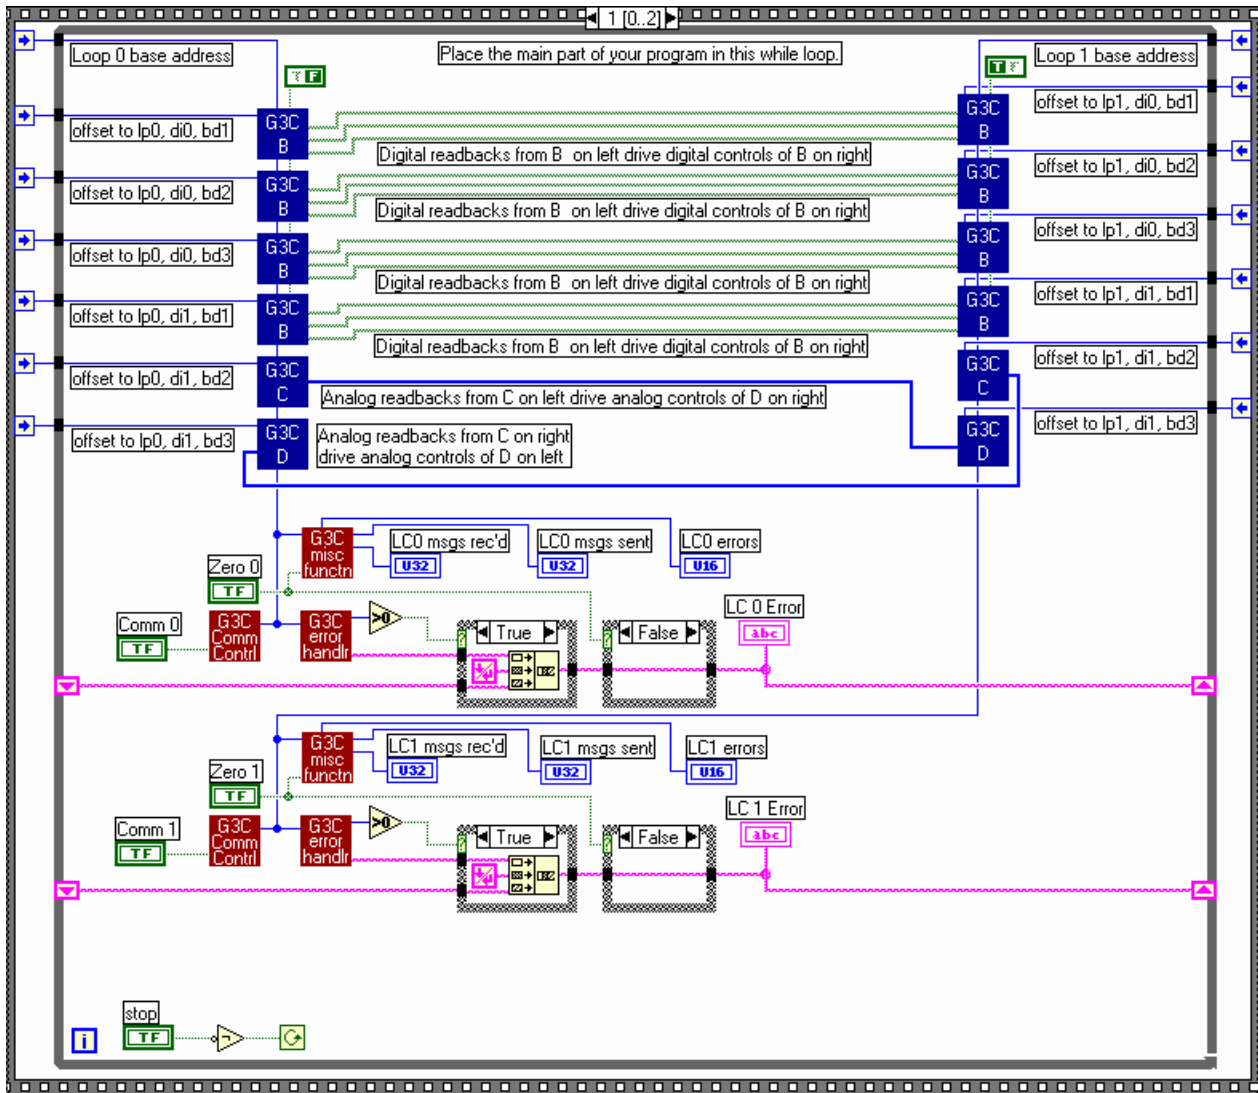 1 [0..2]
Loop 0 base address
Place the main part of your program in this while loop.
Loop 1 base address
F
T
offset to lp0, di0, bd1
G3C
B
G3C
B
offset to lp1, di0, bd1
Digital readbacks from B on left drive digital controls of B on right
offset to lp0, di0, bd2
G3C
B
G3C
B
offset to lp1, di0, bd2
Digital readbacks from B on left drive digital controls of B on right
offset to lp0, di0, bd3
G3C
B
G3C
B
offset to lp1, di0, bd3
Digital readbacks from B on left drive digital controls of B on right
offset to lp0, di1, bd1
G3C
B
G3C
B
offset to lp1, di1, bd1
Digital readbacks from B on left drive digital controls of B on right
offset to lp0, di1, bd2
G3C
C
G3C
C
offset to lp1, di1, bd2
Analog readbacks from C on left drive analog controls of D on right
offset to lp0, di1, bd3
G3C
D
Analog readbacks from C on right
drive analog controls of D on left
G3C
D
offset to lp1, di1, bd3
G3C
misc
functn
LC0 msgs rec'd
U32
LC0 msgs sent
U32
LC0 errors
U16
Zero 0
TF
Comm 0
TF
G3C
Comm
Contrl
G3C
error
handlr
>0
True
False
LC 0 Error
abc
G3C
misc
functn
LC1 msgs rec'd
U32
LC1 msgs sent
U32
LC1 errors
U16
Zero 1
TF
Comm 1
TF
G3C
Comm
Contrl
G3C
error
handlr
>0
True
False
LC 1 Error
abc
stop
TF
i